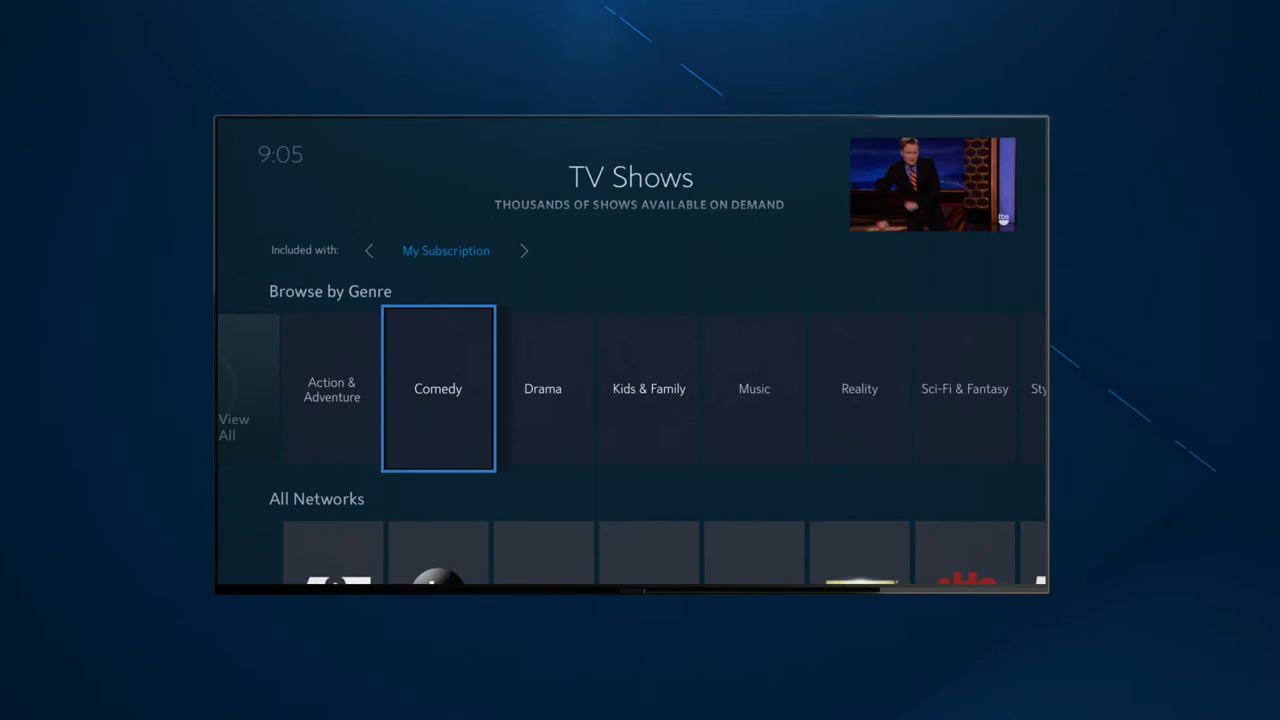 9:05
TV Shows
THOUSANDS OF SHOWS AVAILABLE ON DEMAND
tbs
Included with:
My Subscription
Browse by Genre
View
All
Action &
Adventure
Comedy
Drama
Kids & Family
Music
Reality
Sci-Fi & Fantasy
All Networks